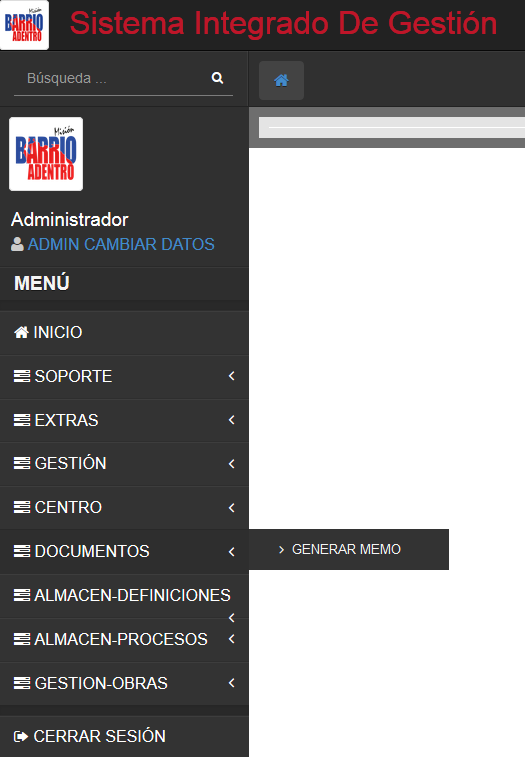 Misión
BARRIO
ADENTRO
Sistema Integrado De Gestión
Búsqueda ...
Misión
BARRIO
ADENTRO
Administrador
ADMIN CAMBIAR DATOS
MENÚ
INICIO
SOPORTE
EXTRAS
GESTIÓN
CENTRO
DOCUMENTOS
GENERAR MEMO
ALMACEN-DEFINICIONES
ALMACEN-PROCESOS
GESTION-OBRAS
CERRAR SESIÓN